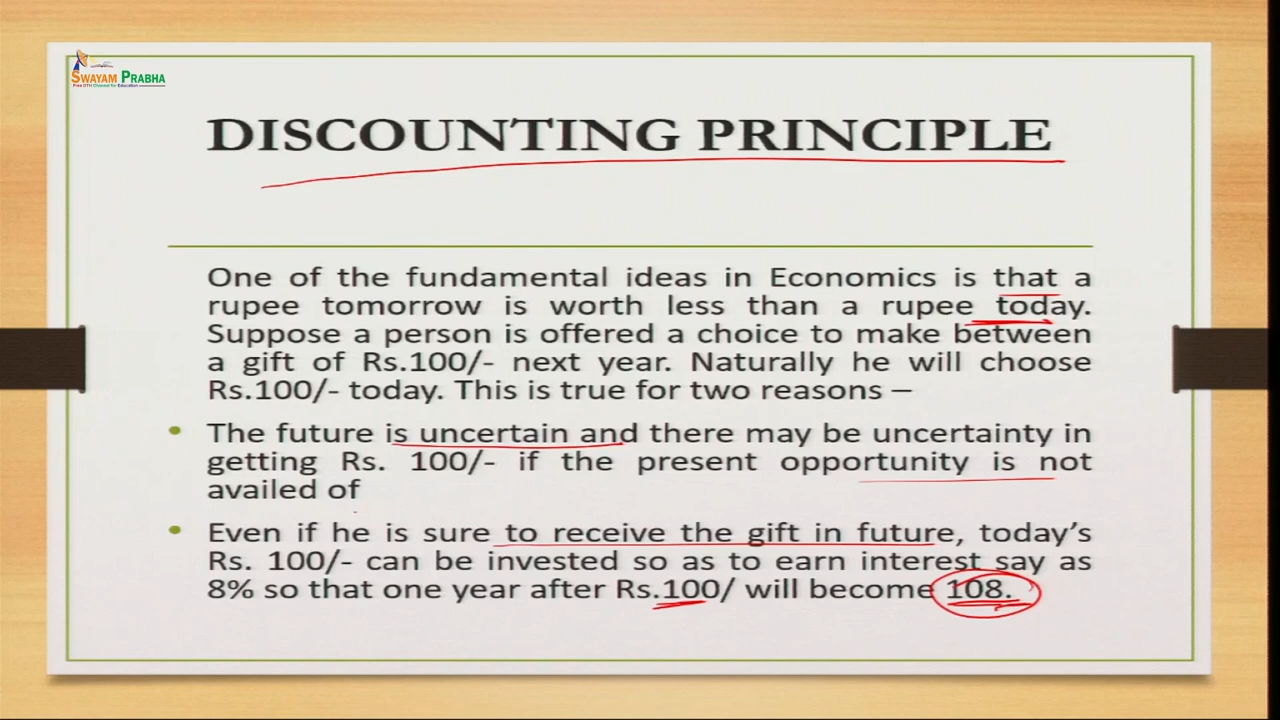 SWAYAM PRABHA
Free DTH Channel for Education
DISCOUNTING PRINCIPLE
One of the fundamental ideas in Economics is that a
rupee tomorrow is worth less than a rupee today.
Suppose a person is offered a choice to make between
a gift of Rs.100/- next year. Naturally he will choose
Rs.100/- today. This is true for two reasons –
• The future is uncertain and there may be uncertainty in
getting Rs. 100/- if the present opportunity is not
availed of
• Even if he is sure to receive the gift in future, today’s
Rs. 100/- can be invested so as to earn interest say as
8% so that one year after Rs.100/ will become 108.